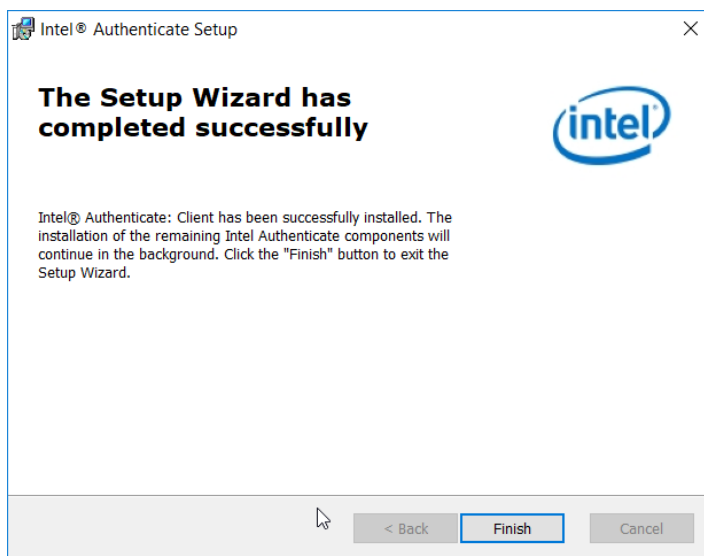 Intel® Authenticate Setup
The Setup Wizard has
completed successfully
intel®
Intel® Authenticate: Client has been successfully installed. The
installation of the remaining Intel Authenticate components will
continue in the background. Click the "Finish" button to exit the
Setup Wizard.
< Back Finish Cancel